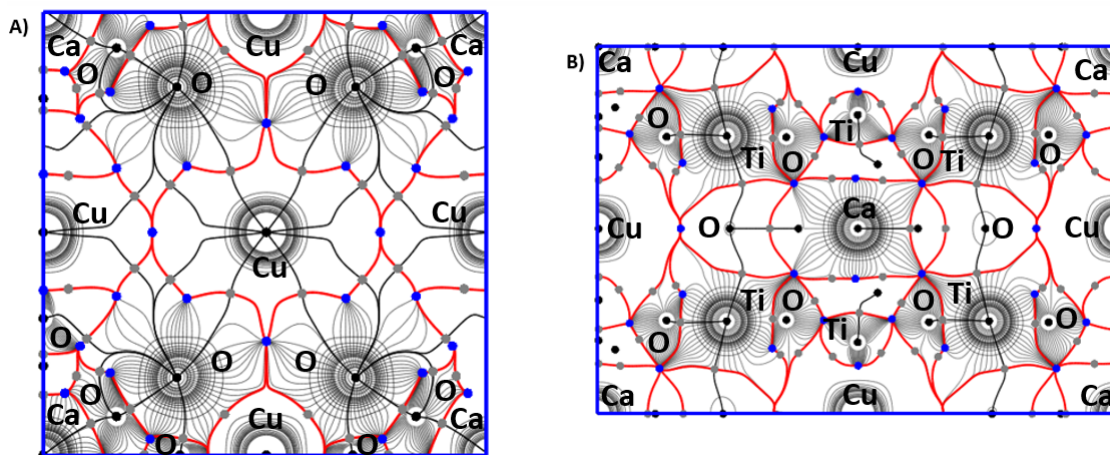 A)
Ca Cu Ca
O O O O
Cu Cu Cu
O O O
O O
Ca Cu Ca
O O
B)
Ca Cu Ca
O Ti O
Ti O O Ti O
Ca
Cu O O Cu
Ti O O Ti
O Ti O
Ca Cu Ca